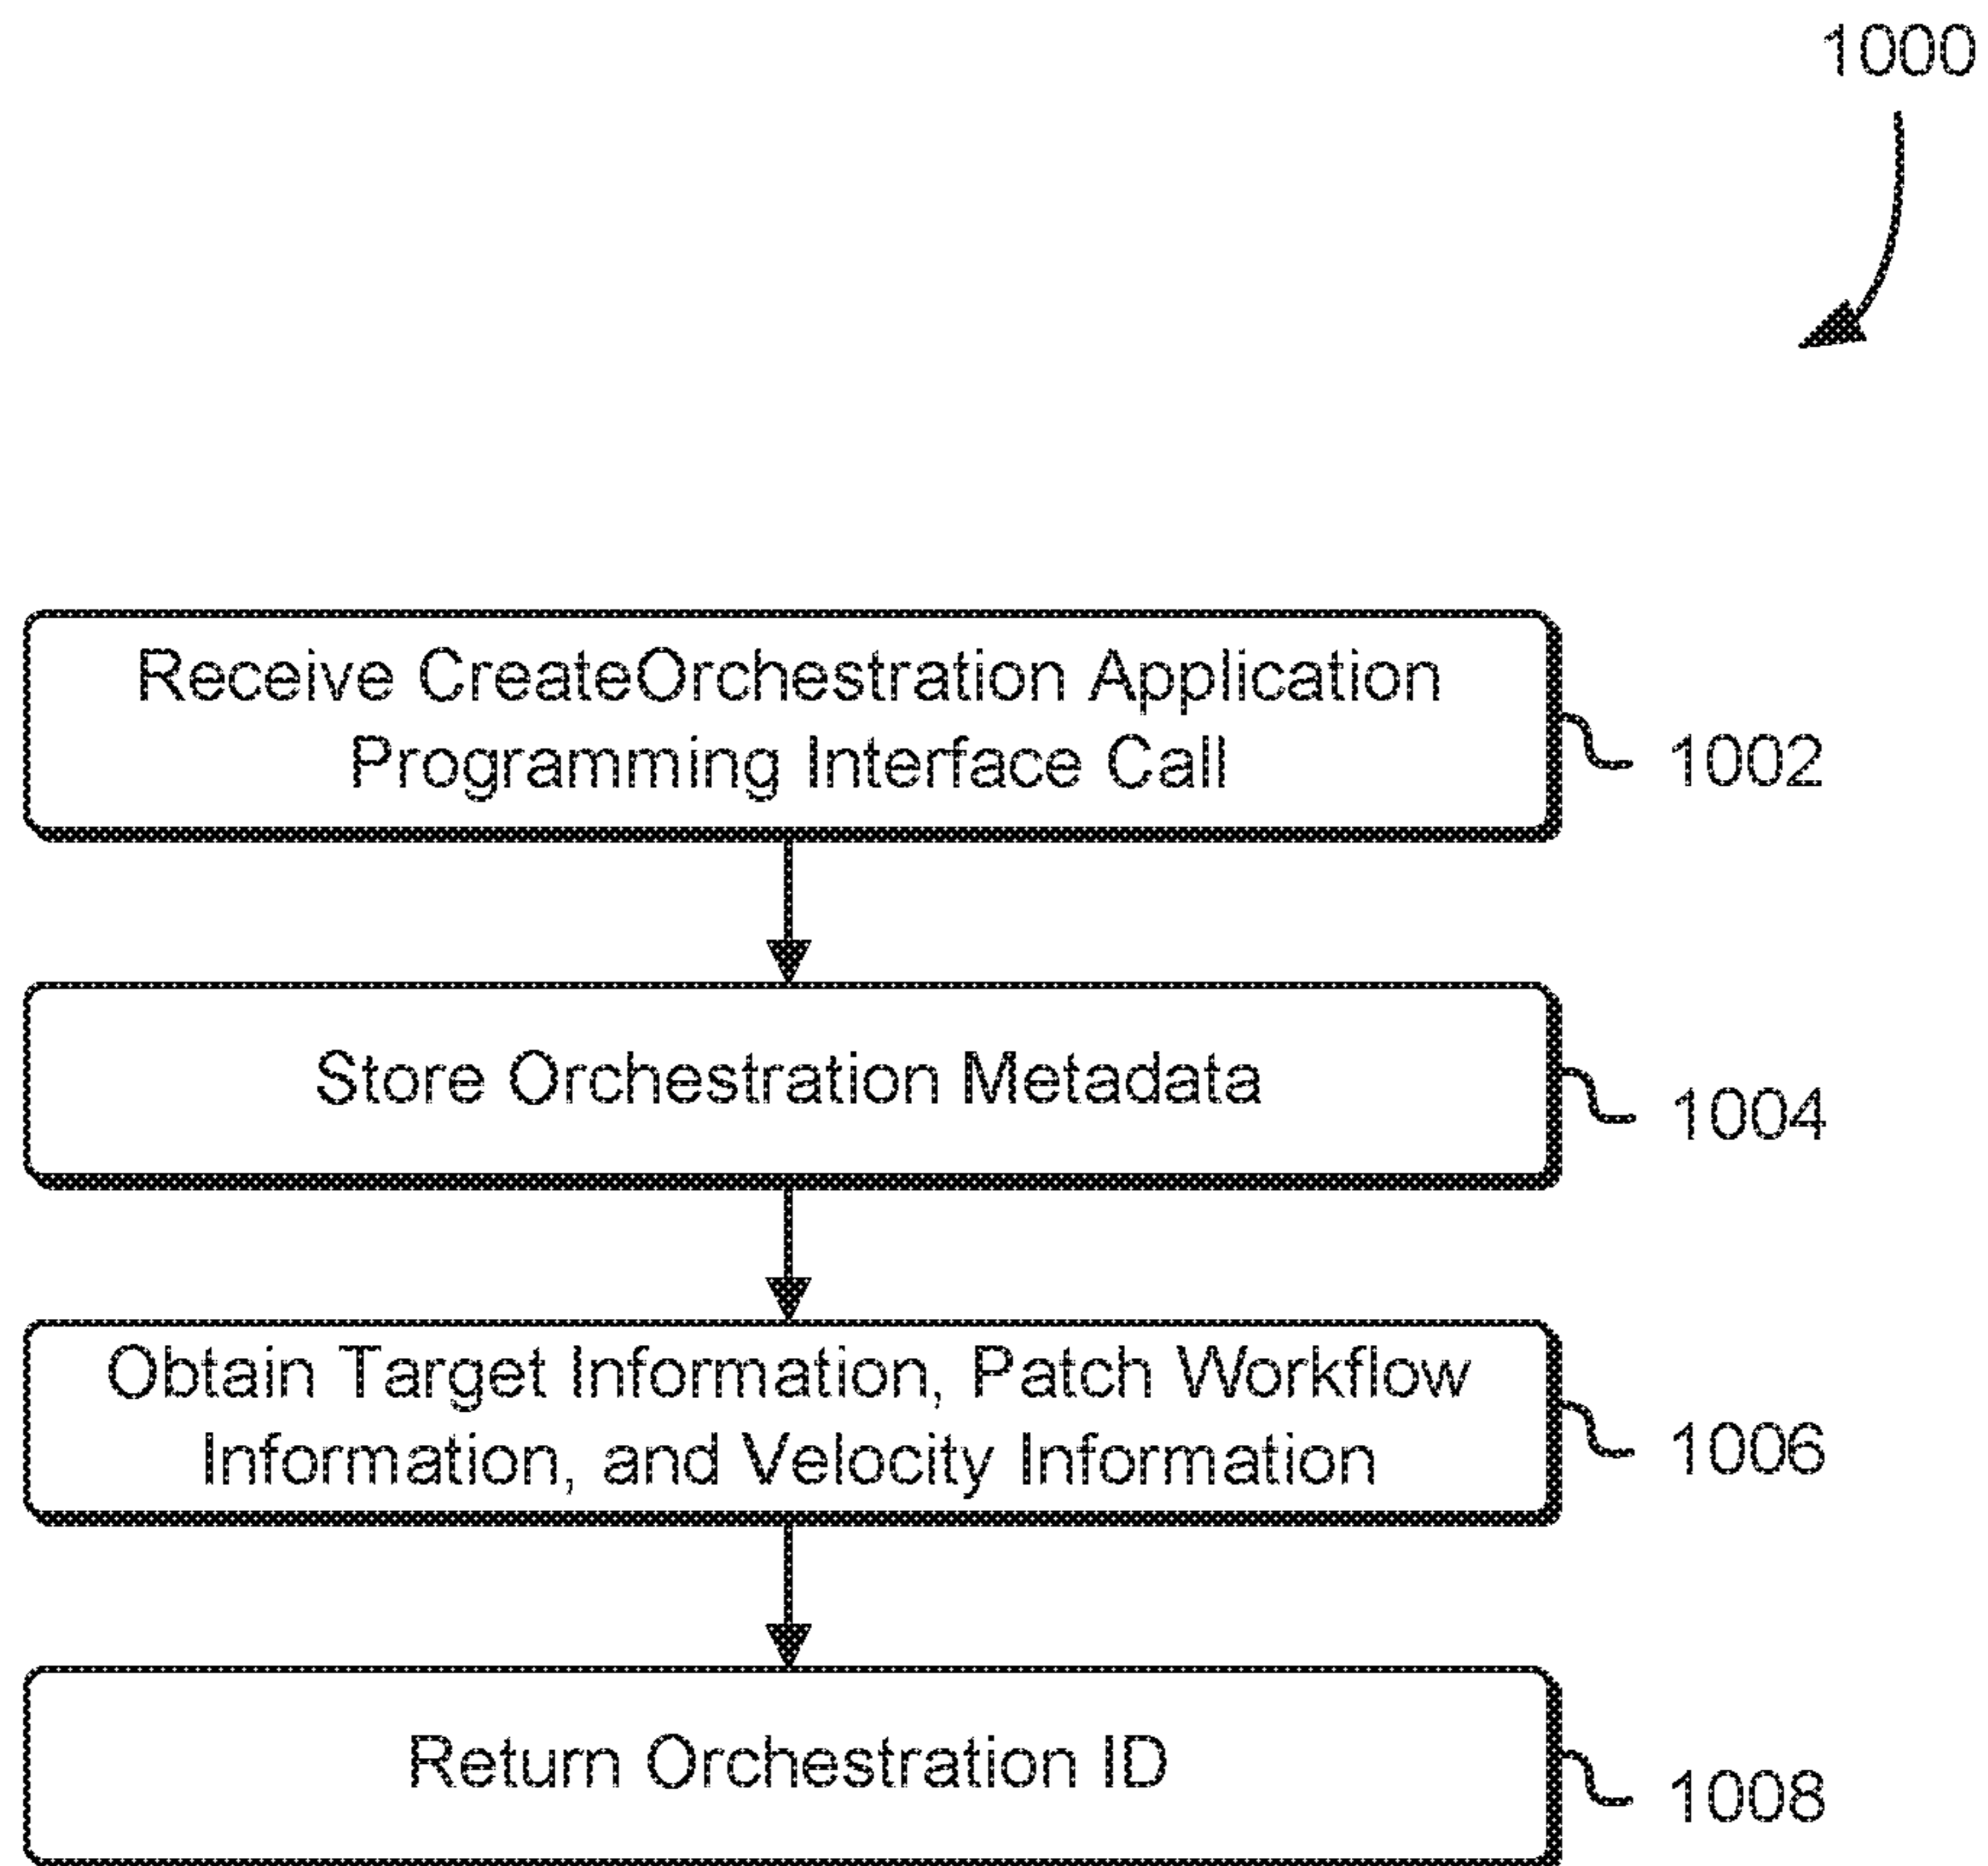 1000
Receive CreateOrchestration Application
Programming Interface Call
1002
Store Orchestration Metadata
1004
Obtain Target Information, Patch Workflow
Information, and Velocity Information
1006
Return Orchestration ID
1008